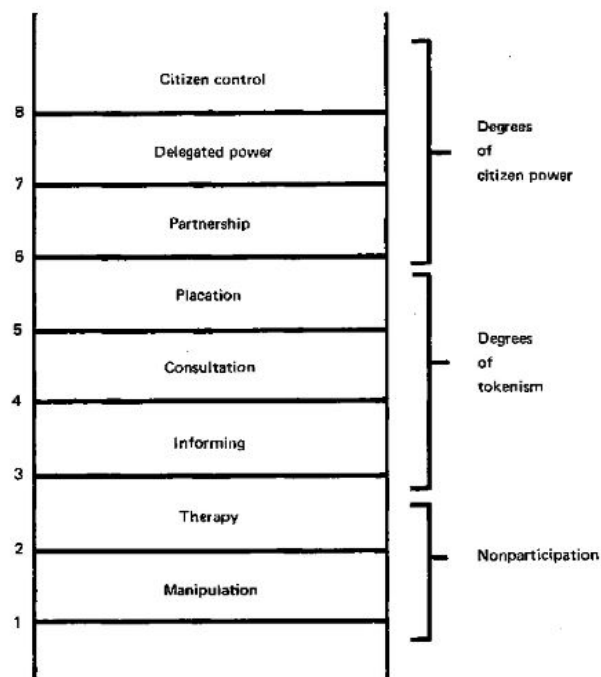 Citizen control
8
Delegated power
7
Partnership
6
Placation
5
Consultation
4
Informing
3
Therapy
2
Manipulation
1
Degrees
of
citizen power
Degrees
of
tokenism
Nonparticipation